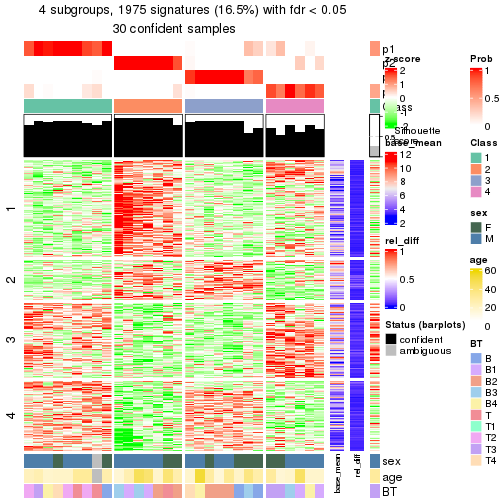 4 subgroups, 1975 signatures (16.5%) with fdr < 0.05
30 confident samples
p1
p2
Class
Silhouette
1
2
3
4
base_mean
rel_diff
sex
age
BT
z-score
2
1
0
-1
-2
base_mean
12
10
8
6
4
2
rel_diff
1
0.5
0
Status (barplots)
confident
ambiguous
Prob
1
0.5
0
Class
1
2
3
4
sex
F
M
age
60
40
20
0
BT
B
B1
B2
B3
B4
T
T1
T2
T3
T4